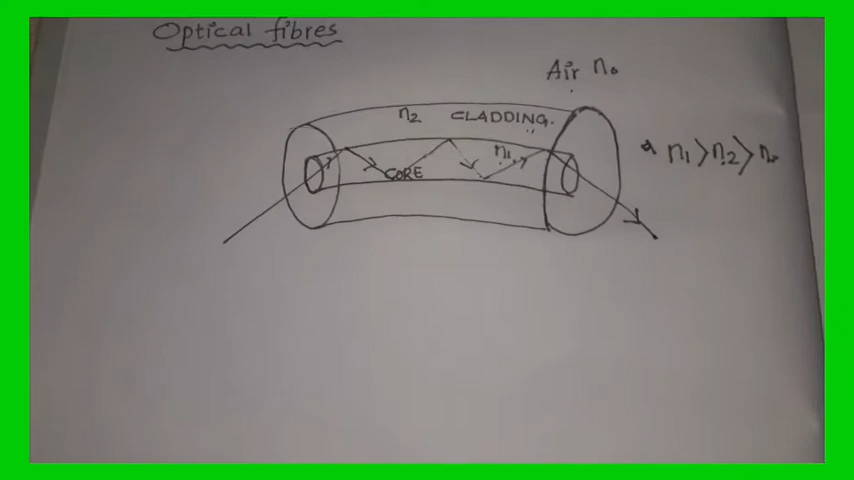 Optical fibres
Air n₀
n₂ CLADDING.
n₁
CORE
n₁>n₂>n₀